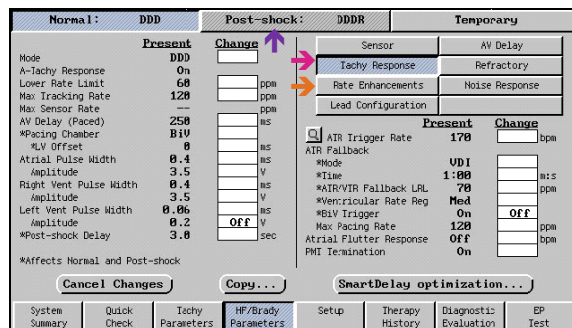 Normal: DDD
Post-shock: DDDR
Temporary
Present Change
Mode DDD
A-Tachy Response On
Lower Rate Limit 60 ppm
Max Tracking Rate 120 ppm
Max Sensor Rate -- ppm
AV Delay (Paced) 250 ms
*Pacing Chamber BiV
*LV Offset 0 ms
Atrial Pulse Width 0.4 ms
Amplitude 3.5 V
Right Vent Pulse Width 0.4 ms
Amplitude 3.5 V
Left Vent Pulse Width 0.06 ms
Amplitude 0.2 Off V
*Post-shock Delay 3.0 sec
*Affects Normal and Post-shock
Sensor AV Delay
Tachy Response Refractory
Rate Enhancements Noise Response
Lead Configuration
Present Change
ATR Trigger Rate 170 bpm
ATR Fallback
*Mode VDI
*Time 1:00 m:s
*ATR/VTR Fallback LRL 70 ppm
*Ventricular Rate Reg Med
*BiV Trigger On Off
Max Pacing Rate 120 ppm
Atrial Flutter Response Off bpm
PMT Termination On
Cancel Changes Copy... SmartDelay optimization...
System Summary
Quick Check
Tachy Parameters
HF/Brady Parameters
Setup
Therapy History
Diagnostic Evaluation
EP Test